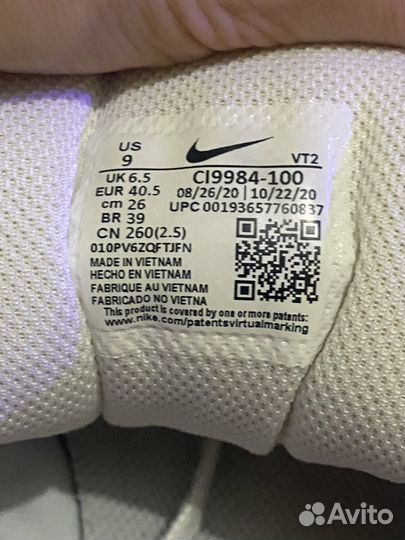 US
9
VT2
UK 6.5
CI9984-100
EUR 40.5
08/26/20 | 10/22/20
cm 26
UPC 00193657760837
BR 39
CN 260(2.5)
010PV6ZQFTJFN
MADE IN VIETNAM
HECHO EN VIETNAM
FABRIQUE AU VIETNAM
FABRICADO NO VIETNA
This product is covered by one or more patents. See
www.nike.com/patentsvirtualmarking
Avito